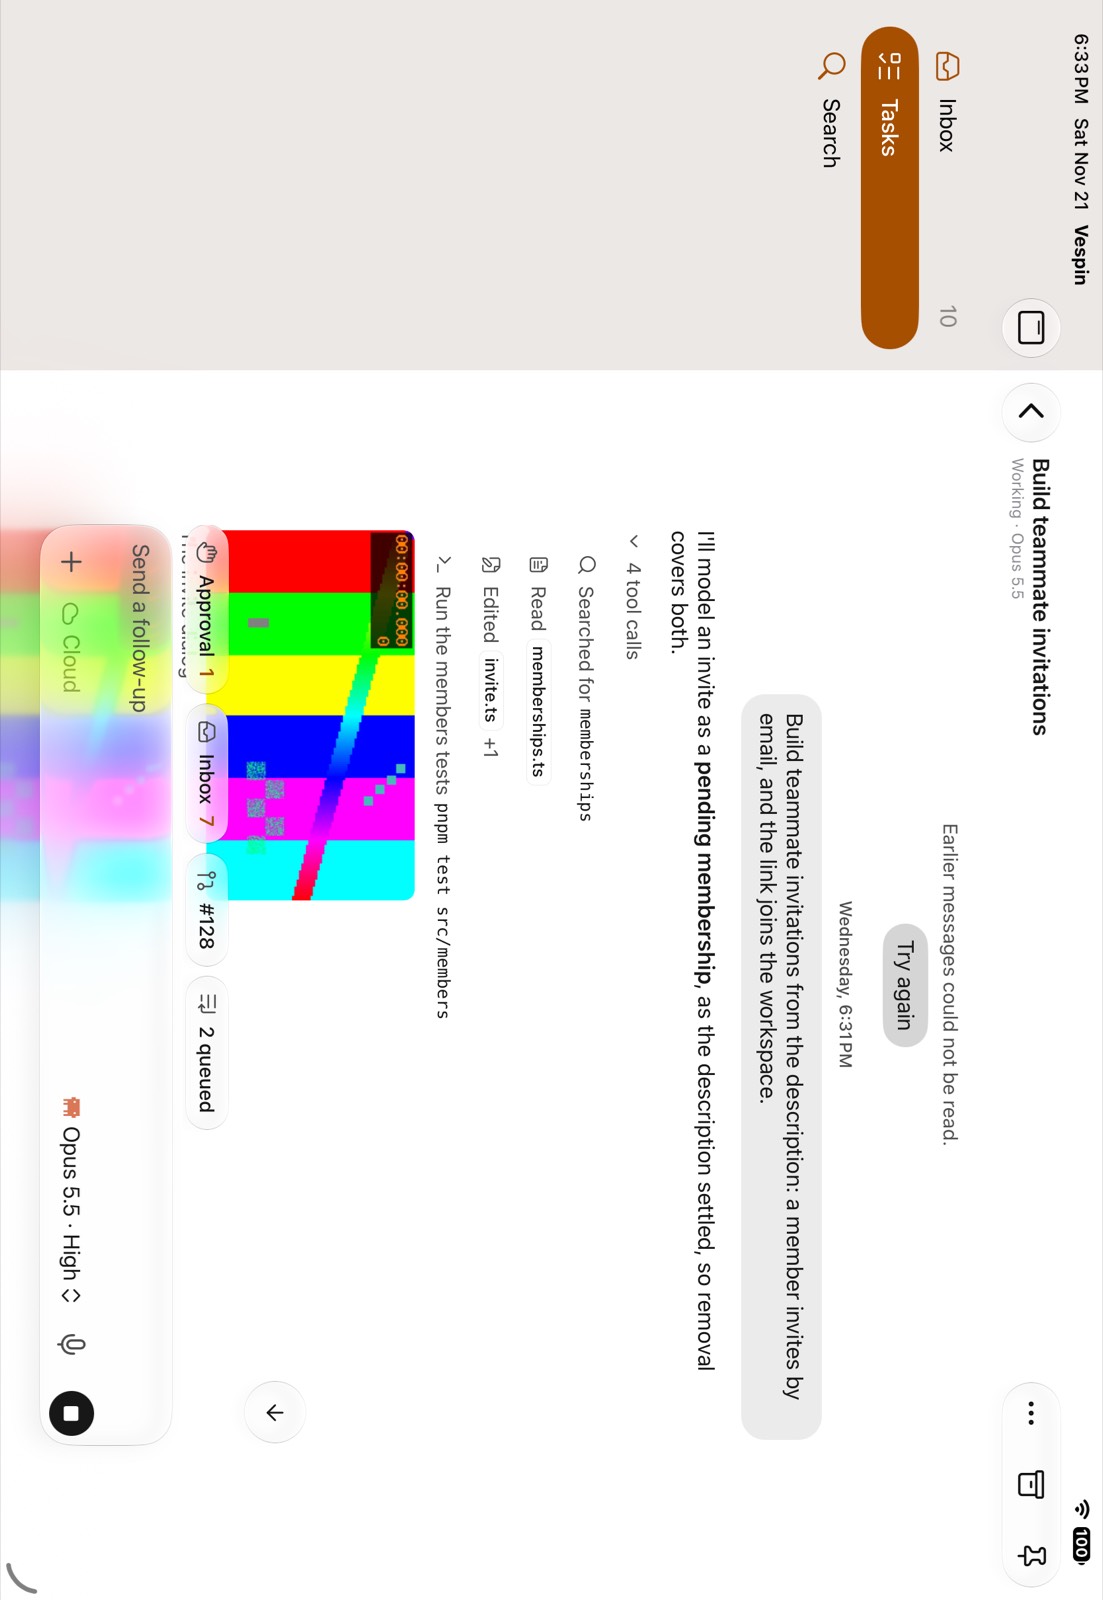 6:33 PM Sat Nov 21 Vespin
100
Build teammate invitations
Working · Opus 5.5
Inbox 10
Tasks
Search
Earlier messages could not be read.
Try again
Wednesday, 6:31 PM
Build teammate invitations from the description: a member invites by
email, and the link joins the workspace.
I'll model an invite as a pending membership, as the description settled, so removal
covers both.
4 tool calls
Searched for memberships
Read memberships.ts
Edited invite.ts +1
Run the members tests pnpm test src/members
00:00:00.000
0
Approval 1
Inbox 7
#128
2 queued
The invite dialog
Send a follow-up
Cloud
Opus 5.5 · High